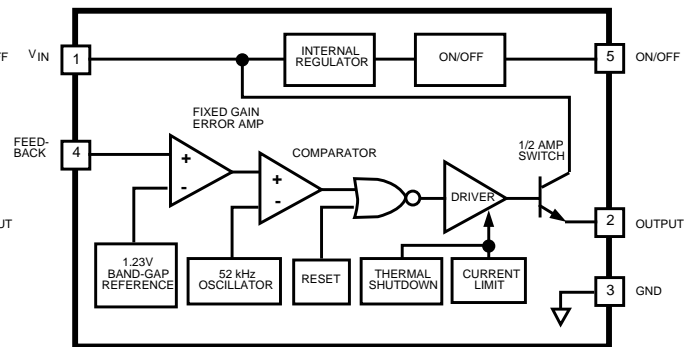 FF
VIN
1
INTERNAL
REGULATOR
ON/OFF
5
ON/OFF
FIXED GAIN
ERROR AMP
FEED-
BACK
4
+
-
COMPARATOR
+
-
1/2 AMP
SWITCH
DRIVER
2
OUTPUT
UT
1.23V
BAND-GAP
REFERENCE
52 kHz
OSCILLATOR
RESET
THERMAL
SHUTDOWN
CURRENT
LIMIT
3
GND